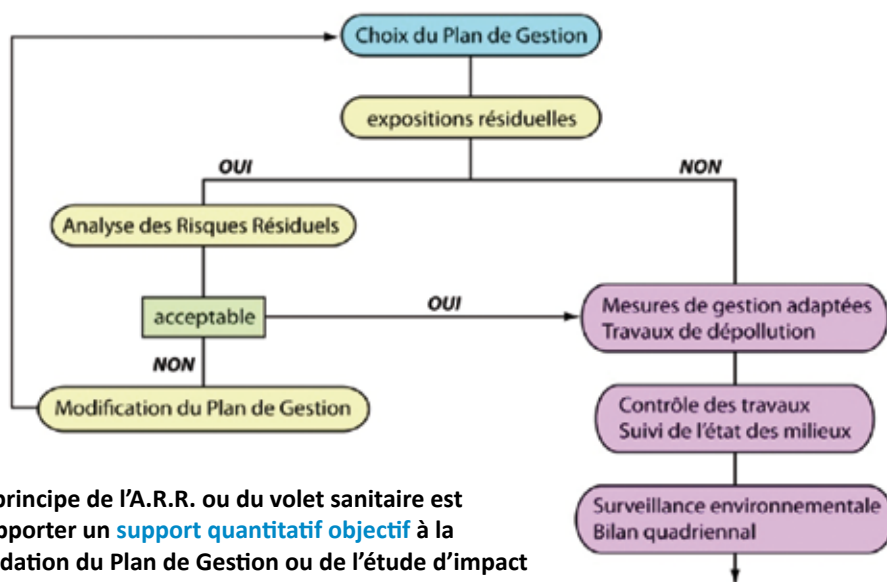 Choix du Plan de Gestion
expositions résiduelles
OUI
NON
Analyse des Risques Résiduels
acceptable
OUI
Mesures de gestion adaptées
Travaux de dépollution
NON
Modification du Plan de Gestion
Contrôle des travaux
Suivi de l'état des milieux
Surveillance environnementale
Bilan quadriennal
principe de l'A.R.R. ou du volet sanitaire est
pporter un support quantitatif objectif à la
dation du Plan de Gestion ou de l'étude d'impact